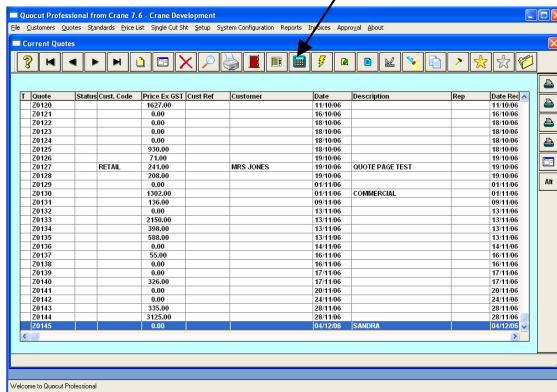 Quocut Professional from Crane 7.6 - Crane Development
File Customers Quotes Standards Price List Single Cut Sht Setup System Configuration Reports Invoices Approval About
Current Quotes
T Quote Status Cust. Code Price Ex GST Cust Ref Customer Date Description Rep Date Rec
Z0120 1627.00 11/10/06 11/10/06
Z0121 0.00 16/10/06 16/10/06
Z0122 0.00 18/10/06 18/10/06
Z0123 0.00 18/10/06 18/10/06
Z0124 0.00 18/10/06 18/10/06
Z0125 930.00 18/10/06 18/10/06
Z0126 71.00 19/10/06 19/10/06
Z0127 RETAIL 241.00 MRS JONES 19/10/06 QUOTE PAGE TEST 19/10/06
Z0128 208.00 19/10/06 19/10/06
Z0129 0.00 01/11/06 01/11/06
Z0130 1302.00 01/11/06 COMMERCIAL 01/11/06
Z0131 136.00 09/11/06 09/11/06
Z0132 0.00 13/11/06 13/11/06
Z0133 2150.00 13/11/06 13/11/06
Z0134 398.00 13/11/06 13/11/06
Z0135 588.00 13/11/06 13/11/06
Z0136 0.00 14/11/06 14/11/06
Z0137 55.00 16/11/06 16/11/06
Z0138 0.00 16/11/06 16/11/06
Z0139 0.00 17/11/06 17/11/06
Z0140 326.00 17/11/06 17/11/06
Z0141 0.00 20/11/06 20/11/06
Z0142 0.00 24/11/06 24/11/06
Z0143 335.00 28/11/06 28/11/06
Z0144 3125.00 28/11/06 28/11/06
Z0145 0.00 04/12/06 SANDRA 04/12/06
Alt
Welcome to Quocut Professional